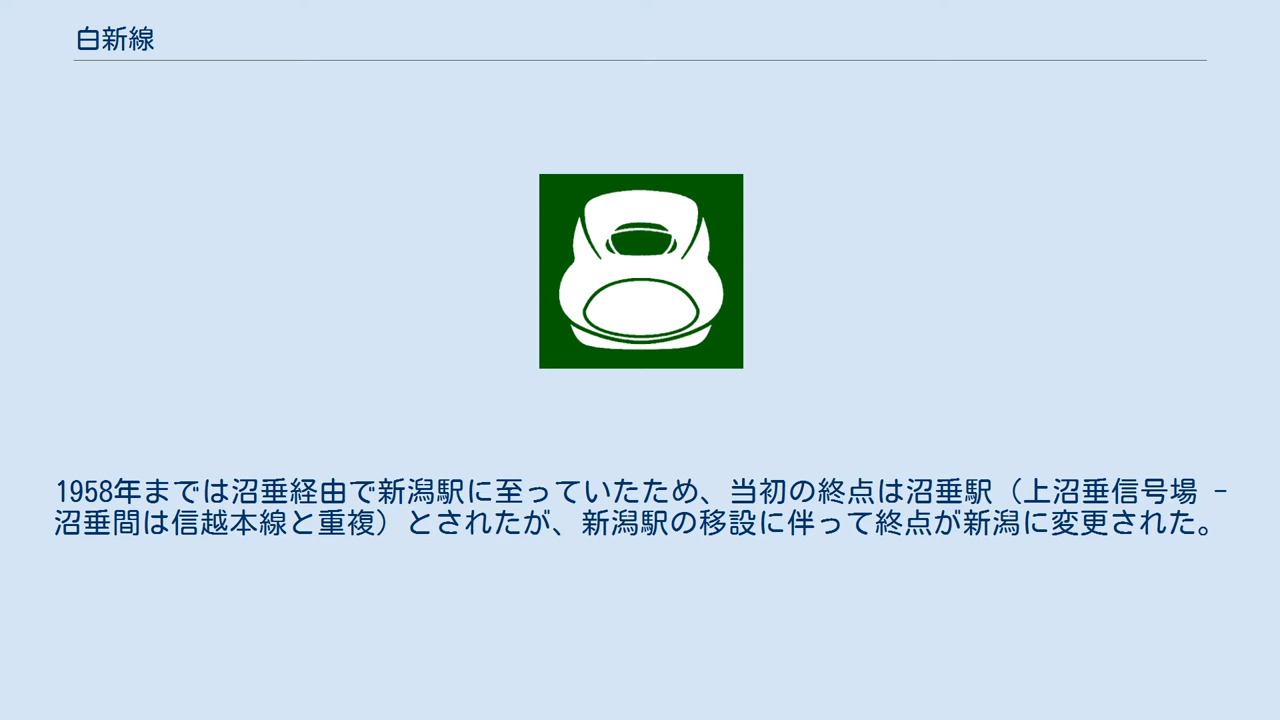 白新線
1958年までは沼垂経由で新潟駅に至っていたため、当初の終点は沼垂駅（上沼垂信号場 -
沼垂間は信越本線と重複）とされたが、新潟駅の移設に伴って終点が新潟に変更された。